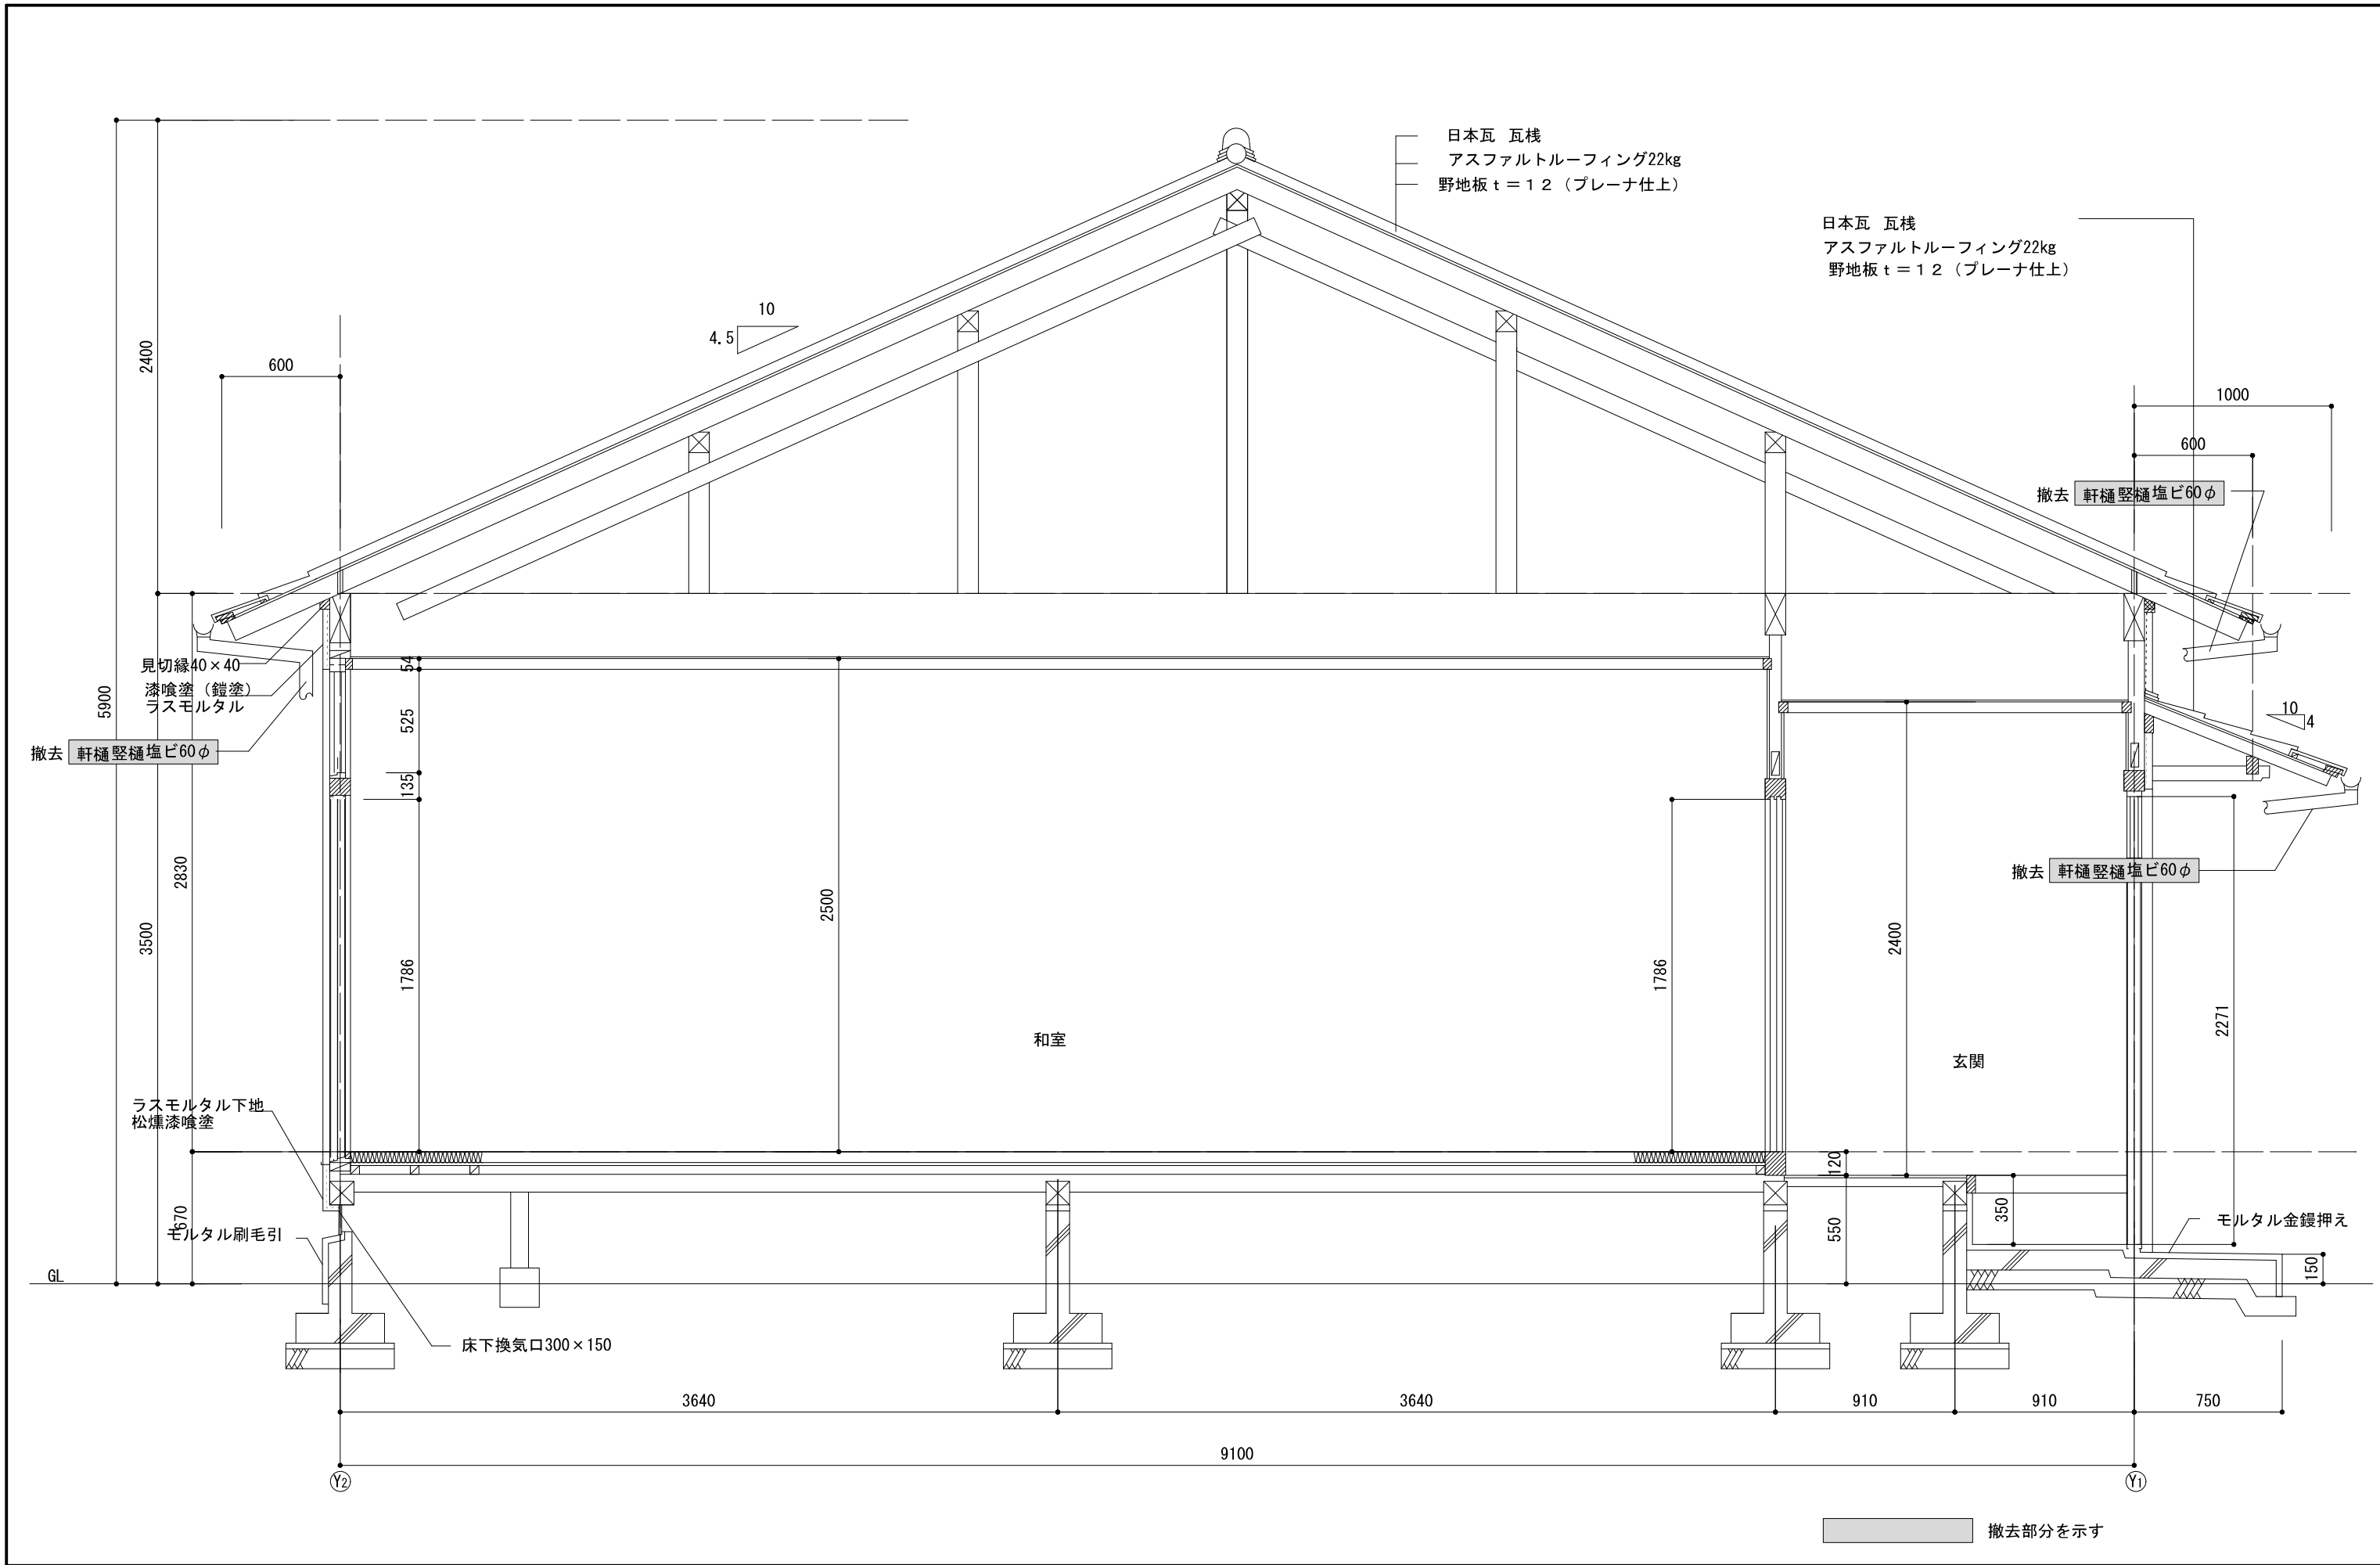 日本瓦 瓦桟
アスファルトルーフィング22kg
野地板ｔ＝１２（プレーナ仕上）
日本瓦 瓦桟
アスファルトルーフィング22kg
野地板ｔ＝１２（プレーナ仕上）
10
4.5
2400
600
1000
600
撤去 軒樋竪樋塩ビ60φ
見切縁40×40
漆喰塗（鎧塗）
ラスモルタル
撤去 軒樋竪樋塩ビ60φ
5900
54
525
135
10
4
撤去 軒樋竪樋塩ビ60φ
2830
3500
1786
2500
1786
2400
2271
和室
玄関
ラスモルタル下地
松燻漆喰塗
120
670
550
350
モルタル刷毛引
モルタル金鏝押え
GL
150
床下換気口300×150
3640
3640
910
910
750
9100
Y2
Y1
撤去部分を示す